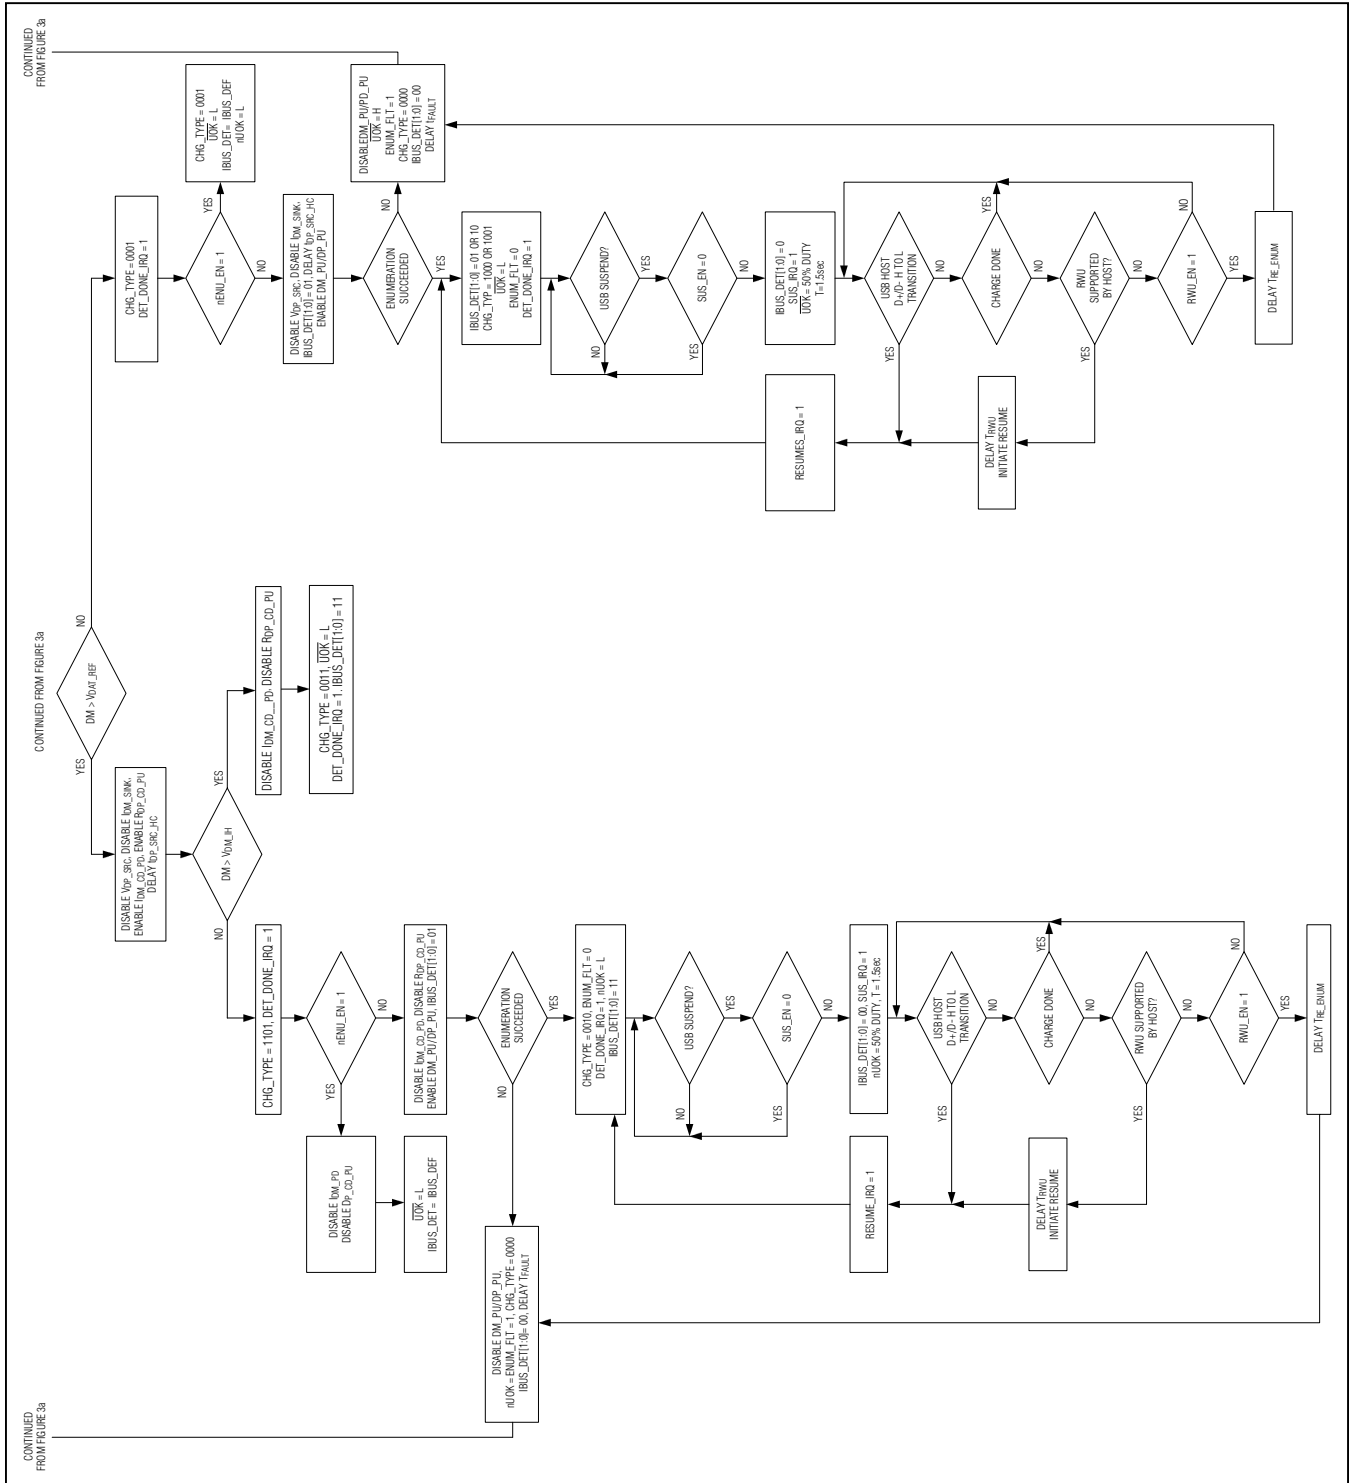 CONTINUED
FROM FIGURE 3a
CONTINUED FROM FIGURE 3a
CONTINUED
FROM FIGURE 3a
DM > VDAT_REF
YES
NO
DISABLE VDP_SRC. DISABLE IDM_SINK.
ENABLE IDM_CD_PD. ENABLE RDP_CD_PU
DELAY tDP_SRC_HC
DM > VDM_IH
NO
YES
DISABLE IDM_CD__PD. DISABLE RDP_CD_PU
CHG_TYPE = 0011, UOK = L
DET_DONE_IRQ = 1. IBUS_DET[1:0] = 11
CHG_TYPE = 1101, DET_DONE_IRQ = 1
nENU_EN = 1
YES
NO
DISABLE IDM_PD
DISABLE DP_CD_PU
UOK = L
IBUS_DET = IBUS_DEF
DISABLE IDM_CD_PD. DISABLE RDP_CD_PU
ENABLE DM_PU/DP_PU. IBUS_DET[1:0] = 01
ENUMERATION
SUCCEEDED
NO
YES
DISABLE DM_PU/DP_PU,
nUOK = ENUM_FLT = 1, CHG_TYPE = 0000
IBUS_DET[1:0]= 00, DELAY TFAULT
CHG_TYPE = 0010, ENUM_FLT = 0
DET_DONE_IRQ = 1, nUOK = L
IBUS_DET[1:0] = 11
USB SUSPEND?
NO
YES
SUS_EN = 0
YES
NO
IBUS_DET[1:0] = 00, SUS_IRQ = 1
nUOK = 50% DUTY, T = 1.5sec
USB HOST
D+/D- H TO L
TRANSITION
YES
NO
RESUME_IRQ = 1
CHARGE DONE
YES
NO
RWU SUPPORTED
BY HOST?
YES
NO
DELAY TRWU
INITIATE RESUME
RWU_EN = 1
NO
YES
DELAY TRE_ENUM
CHG_TYPE = 0001
DET_DONE_IRQ = 1
nENU_EN = 1
YES
NO
CHG_TYPE = 0001
UOK = L
IBUS_DET= IBUS_DEF
nUOK = L
DISABLE VDP_SRC. DISABLE IDM_SINK.
IBUS_DET[1:0] = 01, DELAY tDP_SRC_HC
ENABLE DM_PU/DP_PU
ENUMERATION
SUCCEEDED
NO
YES
DISABLEDM_PU/PD_PU
UOK = H
ENUM_FLT = 1
CHG_TYPE = 0000
IBUS_DET[1:0] = 00
DELAY tFAULT
IBUS_DET[1:0] = 01 OR 10
CHG_TYP = 1000 OR 1001
UOK = L
ENUM_FLT = 0
DET_DONE_IRQ = 1
USB SUSPEND?
NO
YES
SUS_EN = 0
YES
NO
IBUS_DET[1:0] = 0
SUS_IRQ = 1
UOK = 50% DUTY
T=1.5sec
USB HOST
D+/D- H TO L
TRANSITION
YES
NO
RESUMES_IRQ = 1
CHARGE DONE
YES
NO
RWU
SUPPORTED
BY HOST?
YES
NO
DELAY TRWU
INITIATE RESUME
RWU_EN = 1
NO
YES
DELAY TRE_ENUM